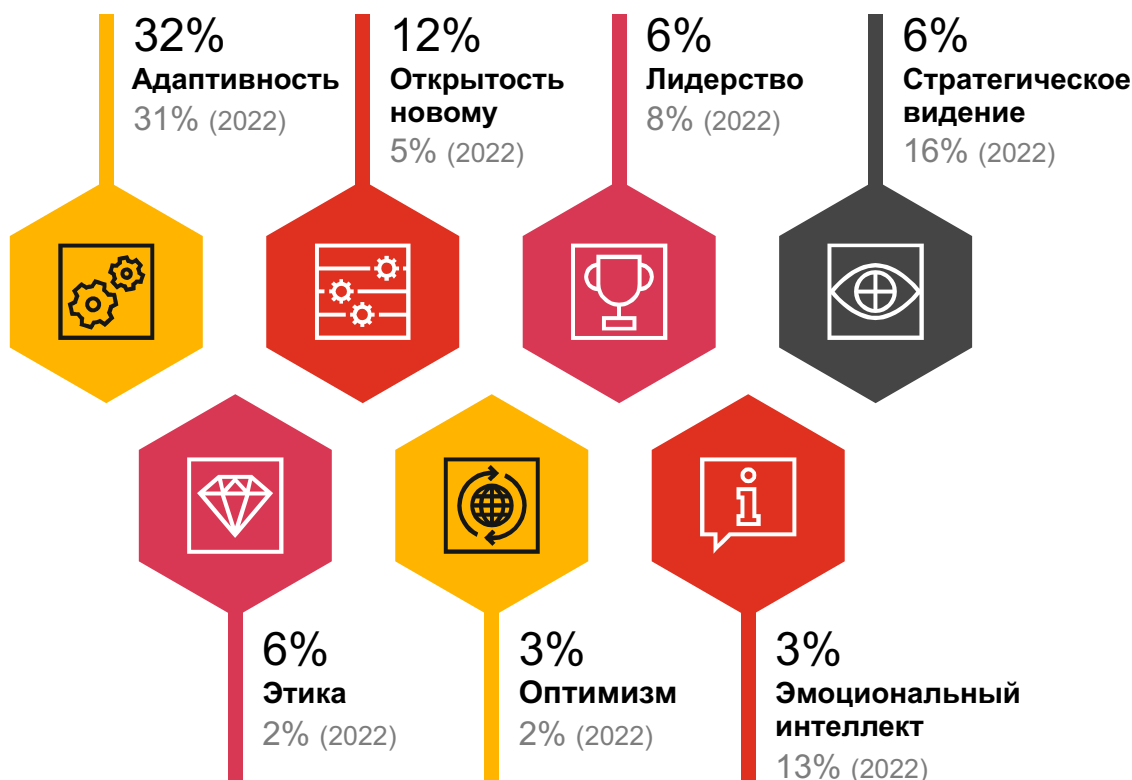 32%
Адаптивность
31% (2022)
12%
Открытость
новому
5% (2022)
6%
Лидерство
8% (2022)
6%
Стратегическое
видение
16% (2022)
6%
Этика
2% (2022)
3%
Оптимизм
2% (2022)
3%
Эмоциональный
интеллект
13% (2022)